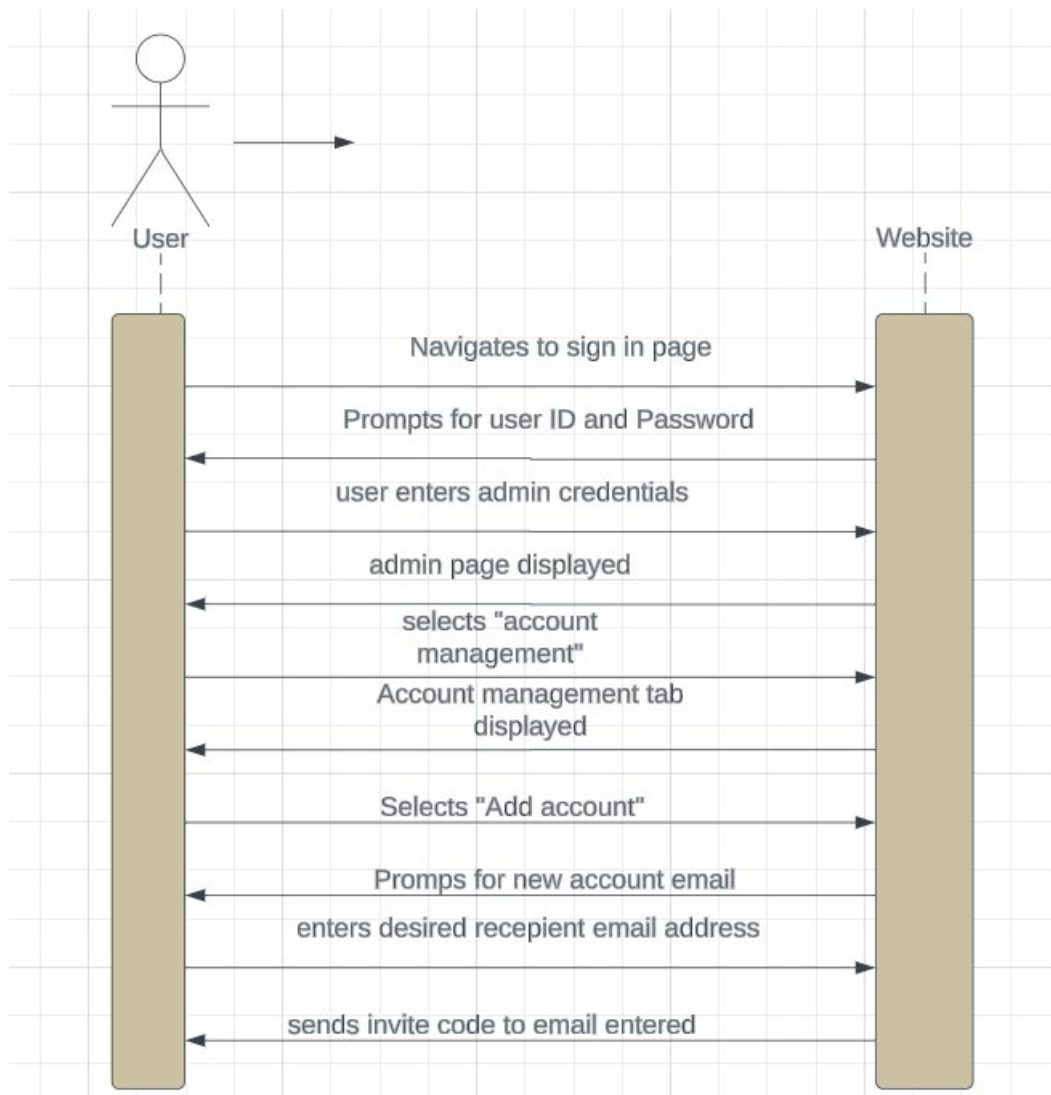 User
Website
Navigates to sign in page
Prompts for user ID and Password
user enters admin credentials
admin page displayed
selects "account
management"
Account management tab
displayed
Selects "Add account"
Promps for new account email
enters desired recepient email address
sends invite code to email entered